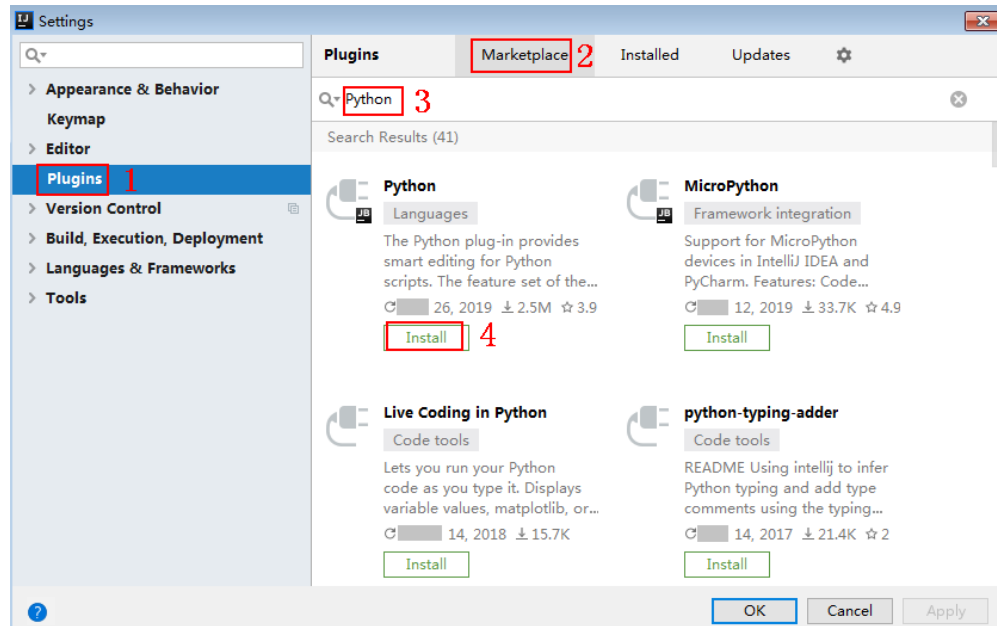 Settings
Appearance & Behavior
Keymap
Editor
Plugins 1
Version Control
Build, Execution, Deployment
Languages & Frameworks
Tools
Plugins Marketplace 2 Installed Updates
Python 3
Search Results (41)
Python
Languages
The Python plug-in provides
smart editing for Python
scripts. The feature set of the...
26, 2019 2.5M 3.9
Install 4
MicroPython
Framework integration
Support for MicroPython
devices in IntelliJ IDEA and
PyCharm. Features: Code...
12, 2019 33.7K 4.9
Install
Live Coding in Python
Code tools
Lets you run your Python
code as you type it. Displays
variable values, matplotlib, or...
14, 2018 15.7K
Install
python-typing-adder
Code tools
README Using intellij to infer
Python typing and add type
comments using the typing...
14, 2017 21.4K 2
Install
?
OK Cancel Apply